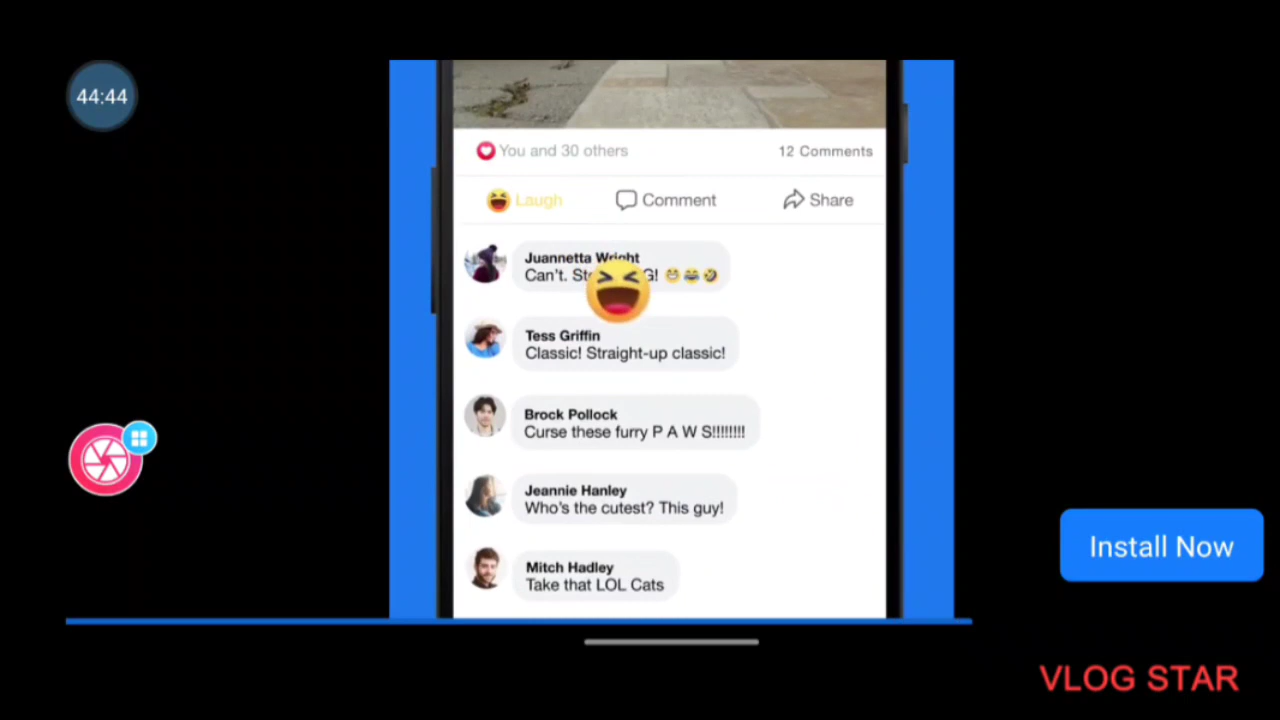 44:44
You and 30 others
12 Comments
Laugh
Comment
Share
Juannetta Wright
Can't. G!
Tess Griffin
Classic! Straight-up classic!
Brock Pollock
Curse these furry P A W S!!!!!!!!
Jeannie Hanley
Who's the cutest? This guy!
Mitch Hadley
Take that LOL Cats
Install Now
VLOG STAR